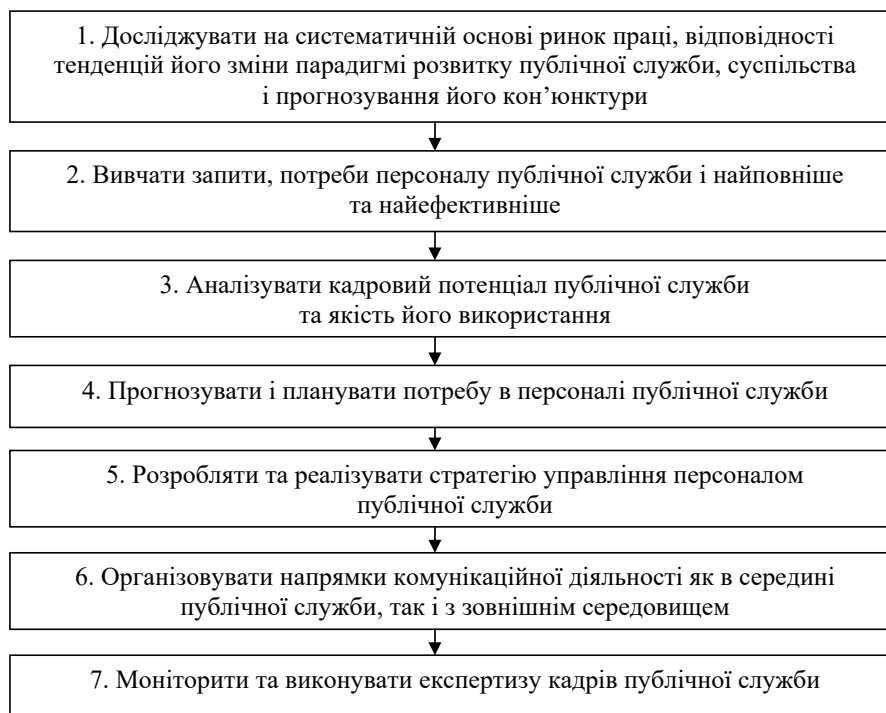 1. Досліджувати на систематичній основі ринок праці, відповідності
тенденцій його зміни парадигмі розвитку публічної служби, суспільства
і прогнозування його кон’юнктури
2. Вивчати запити, потреби персоналу публічної служби і найповніше
та найефективніше
3. Аналізувати кадровий потенціал публічної служби
та якість його використання
4. Прогнозувати і планувати потребу в персоналі публічної служби
5. Розробляти та реалізувати стратегію управління персоналом
публічної служби
6. Організовувати напрямки комунікаційної діяльності як в середині
публічної служби, так і з зовнішнім середовищем
7. Моніторити та виконувати експертизу кадрів публічної служби